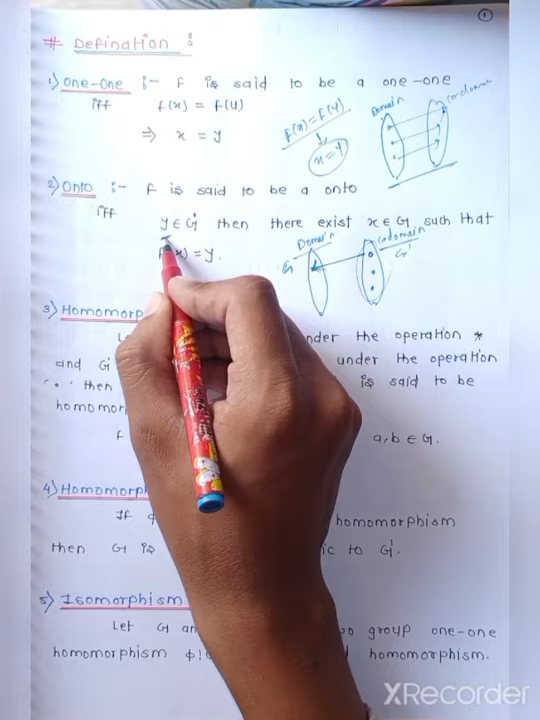 ①
# Defination :
1) One-One :- F is said to be a one-one
iff f(x) = f(y)
⇒ x = y
f(x) = f(y)
x = y
Domain
2) Onto :- F is said to be a onto
iff
y ∈ G' then there exist x ∈ G such that
(x) = y.
Domain
codomain
G
G'
3) Homomorp
under the operation *
and G' under the operation
'∘' then is said to be
homomor
f a,b ∈ G.
4) Homomorph
If φ homomorphism
then G is ic to G'.
5) Isomorphism
Let G an group one-one
homomorphism homomorphism.
XRecorder